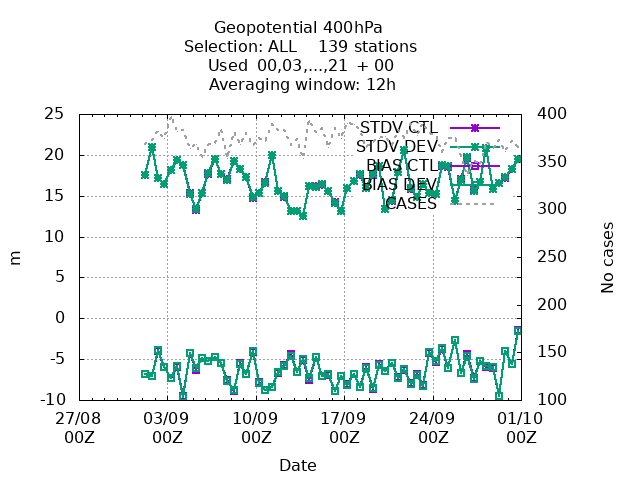 Geopotential 400hPa
Selection: ALL    139 stations
Used  00,03,...,21  + 00
Averaging window: 12h
25
20
15
10
5
0
-5
-10
m
400
350
300
250
200
150
100
No cases
STDV CTL
STDV DEV
BIAS CTL
BIAS DEV
CASES
27/08 03/09 10/09 17/09 24/09 01/10
00Z 00Z 00Z 00Z 00Z 00Z
Date